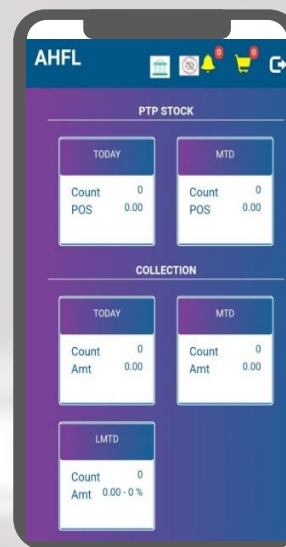 AHFL
0
0
PTP STOCK
TODAY
MTD
Count 0
POS 0.00
Count 0
POS 0.00
COLLECTION
TODAY
MTD
Count 0
Amt 0.00
Count 0
Amt 0.00
LMTD
Count 0
Amt 0.00 - 0 %